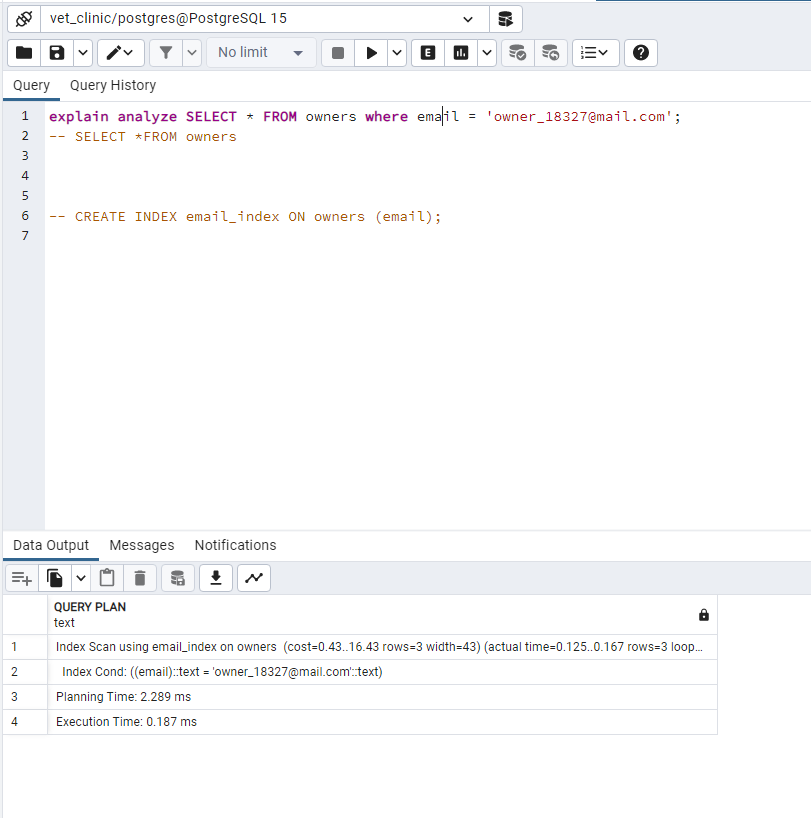 vet_clinic/postgres@PostgreSQL 15
No limit
E
Query Query History
1 explain analyze SELECT * FROM owners where email = 'owner_18327@mail.com';
2 -- SELECT *FROM owners
3
4
5
6 -- CREATE INDEX email_index ON owners (email);
7
Data Output Messages Notifications
QUERY PLAN
text
1 Index Scan using email_index on owners (cost=0.43..16.43 rows=3 width=43) (actual time=0.125..0.167 rows=3 loop...
2 Index Cond: ((email)::text = 'owner_18327@mail.com'::text)
3 Planning Time: 2.289 ms
4 Execution Time: 0.187 ms